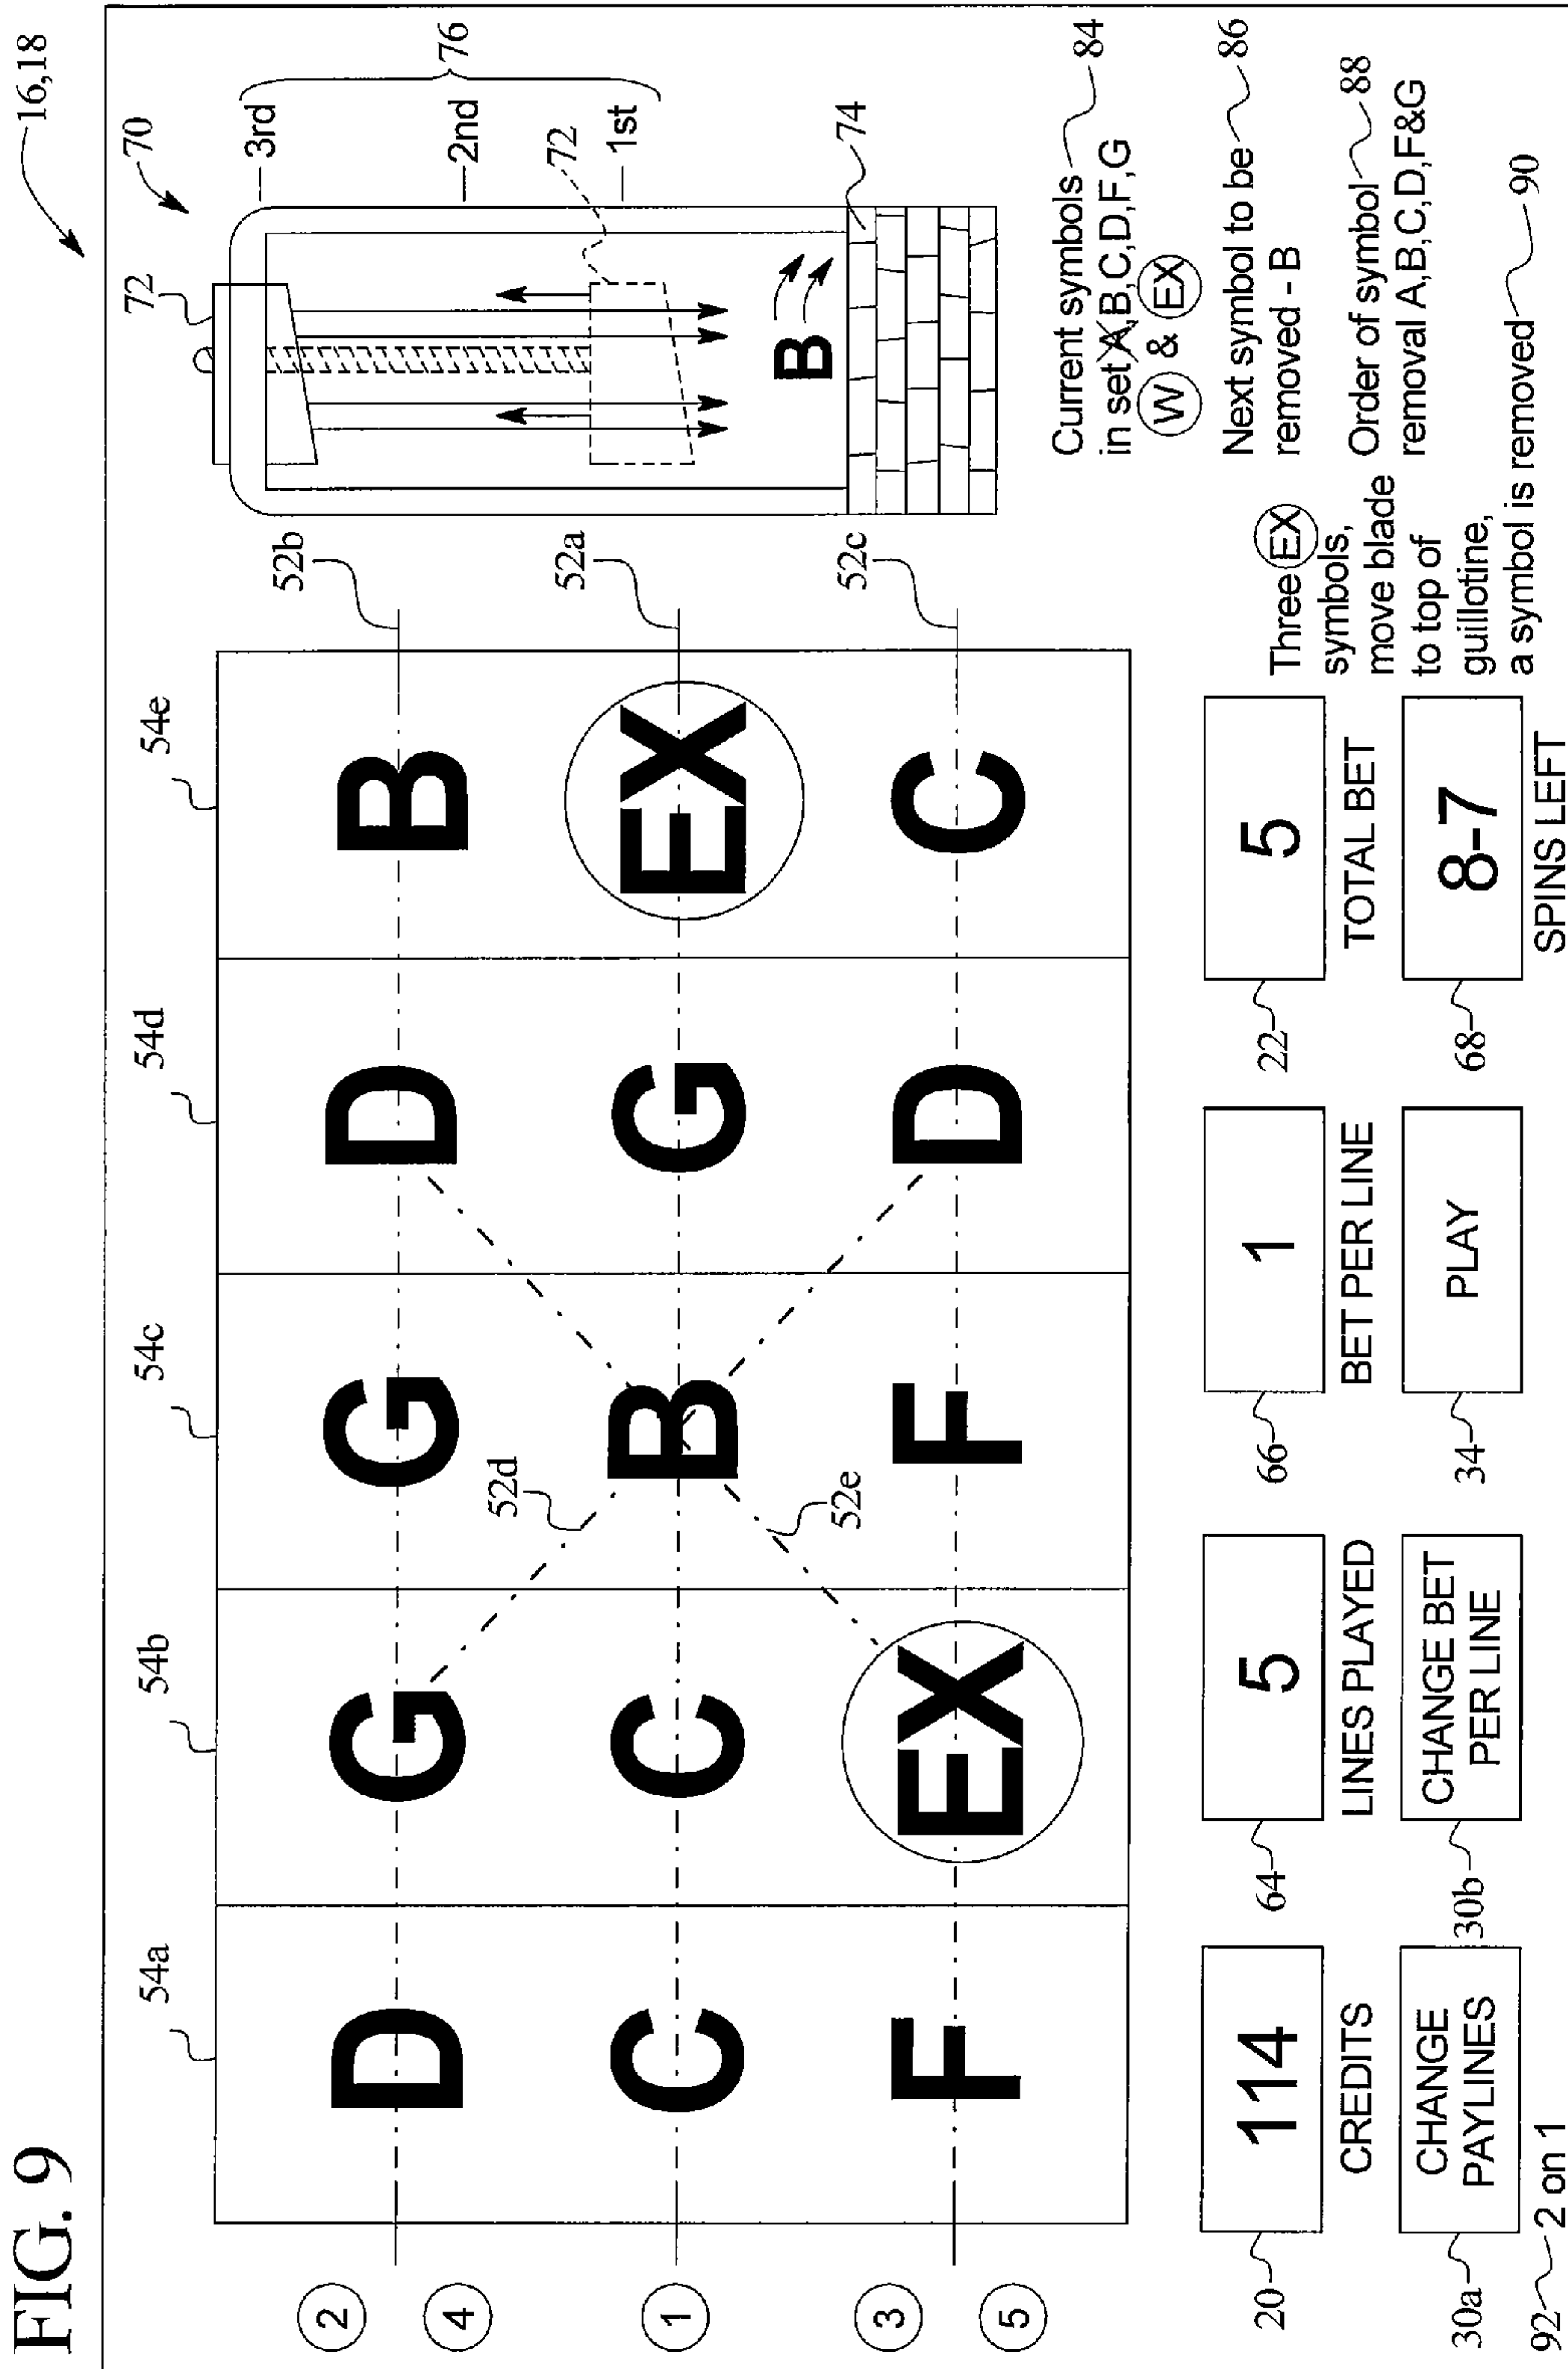 FIG. 9
16,18
54a
54b
54c
54d
54e
70
72
3rd
2nd
76
72
1st
74
B
2
4
1
3
5
D
G
G
D
B
C
C
B
G
EX
F
EX
F
D
C
52b
52a
52c
52d
52e
Current symbols 84
in set A,B,C,D,F,G
W & EX
Next symbol to be 86
removed - B
Order of symbol 88
removal A,B,C,D,F&G
Three EX
symbols,
move blade
to top of
guillotine,
a symbol is removed 90
20
114
CREDITS
64
5
LINES PLAYED
66
1
BET PER LINE
22
5
TOTAL BET
30a
CHANGE
PAYLINES
30b
CHANGE BET
PER LINE
34
PLAY
68
8-7
SPINS LEFT
92 2 on 1